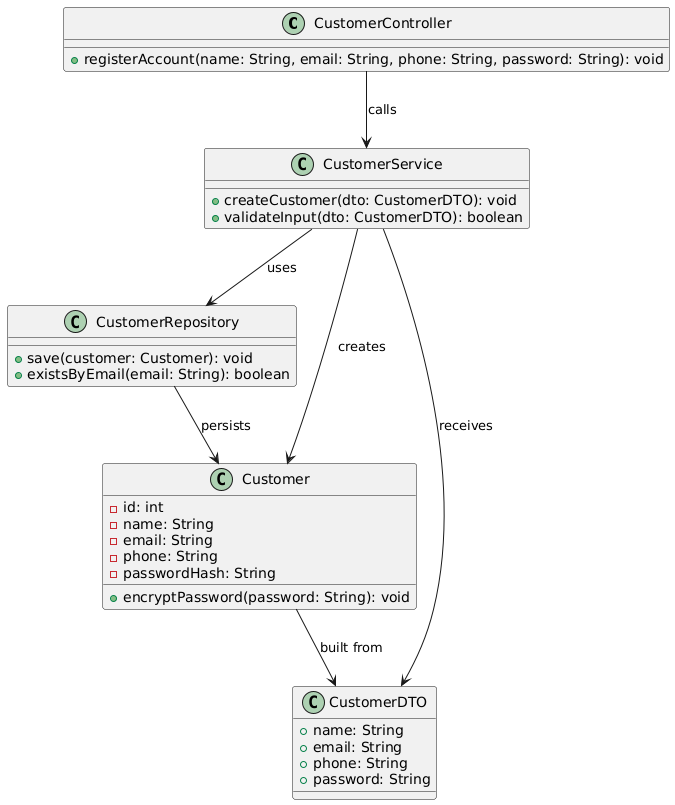 C CustomerController
registerAccount(name: String, email: String, phone: String, password: String): void
calls
C CustomerService
createCustomer(dto: CustomerDTO): void
validateInput(dto: CustomerDTO): boolean
uses
C CustomerRepository
save(customer: Customer): void
existsByEmail(email: String): boolean
creates
persists
receives
C Customer
id: int
name: String
email: String
phone: String
passwordHash: String
encryptPassword(password: String): void
built from
C CustomerDTO
name: String
email: String
phone: String
password: String